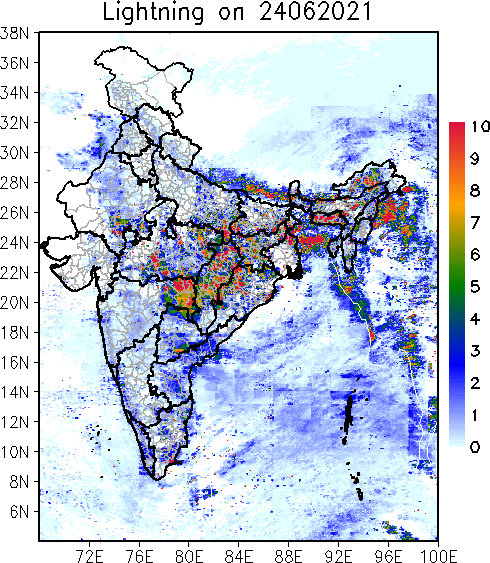 Lightning on 24062021
38N
36N
34N
32N
30N
28N
26N
24N
22N
20N
18N
16N
14N
12N
10N
8N
6N
72E 76E 80E 84E 88E 92E 96E 100E
10
9
8
7
6
5
4
3
2
1
0